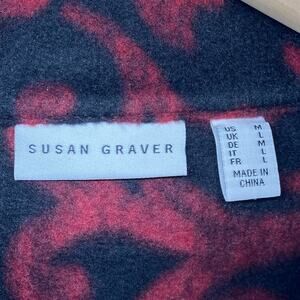 SUSAN GRAVER
US M
UK L
DE M
IT L
FR L
MADE IN
CHINA